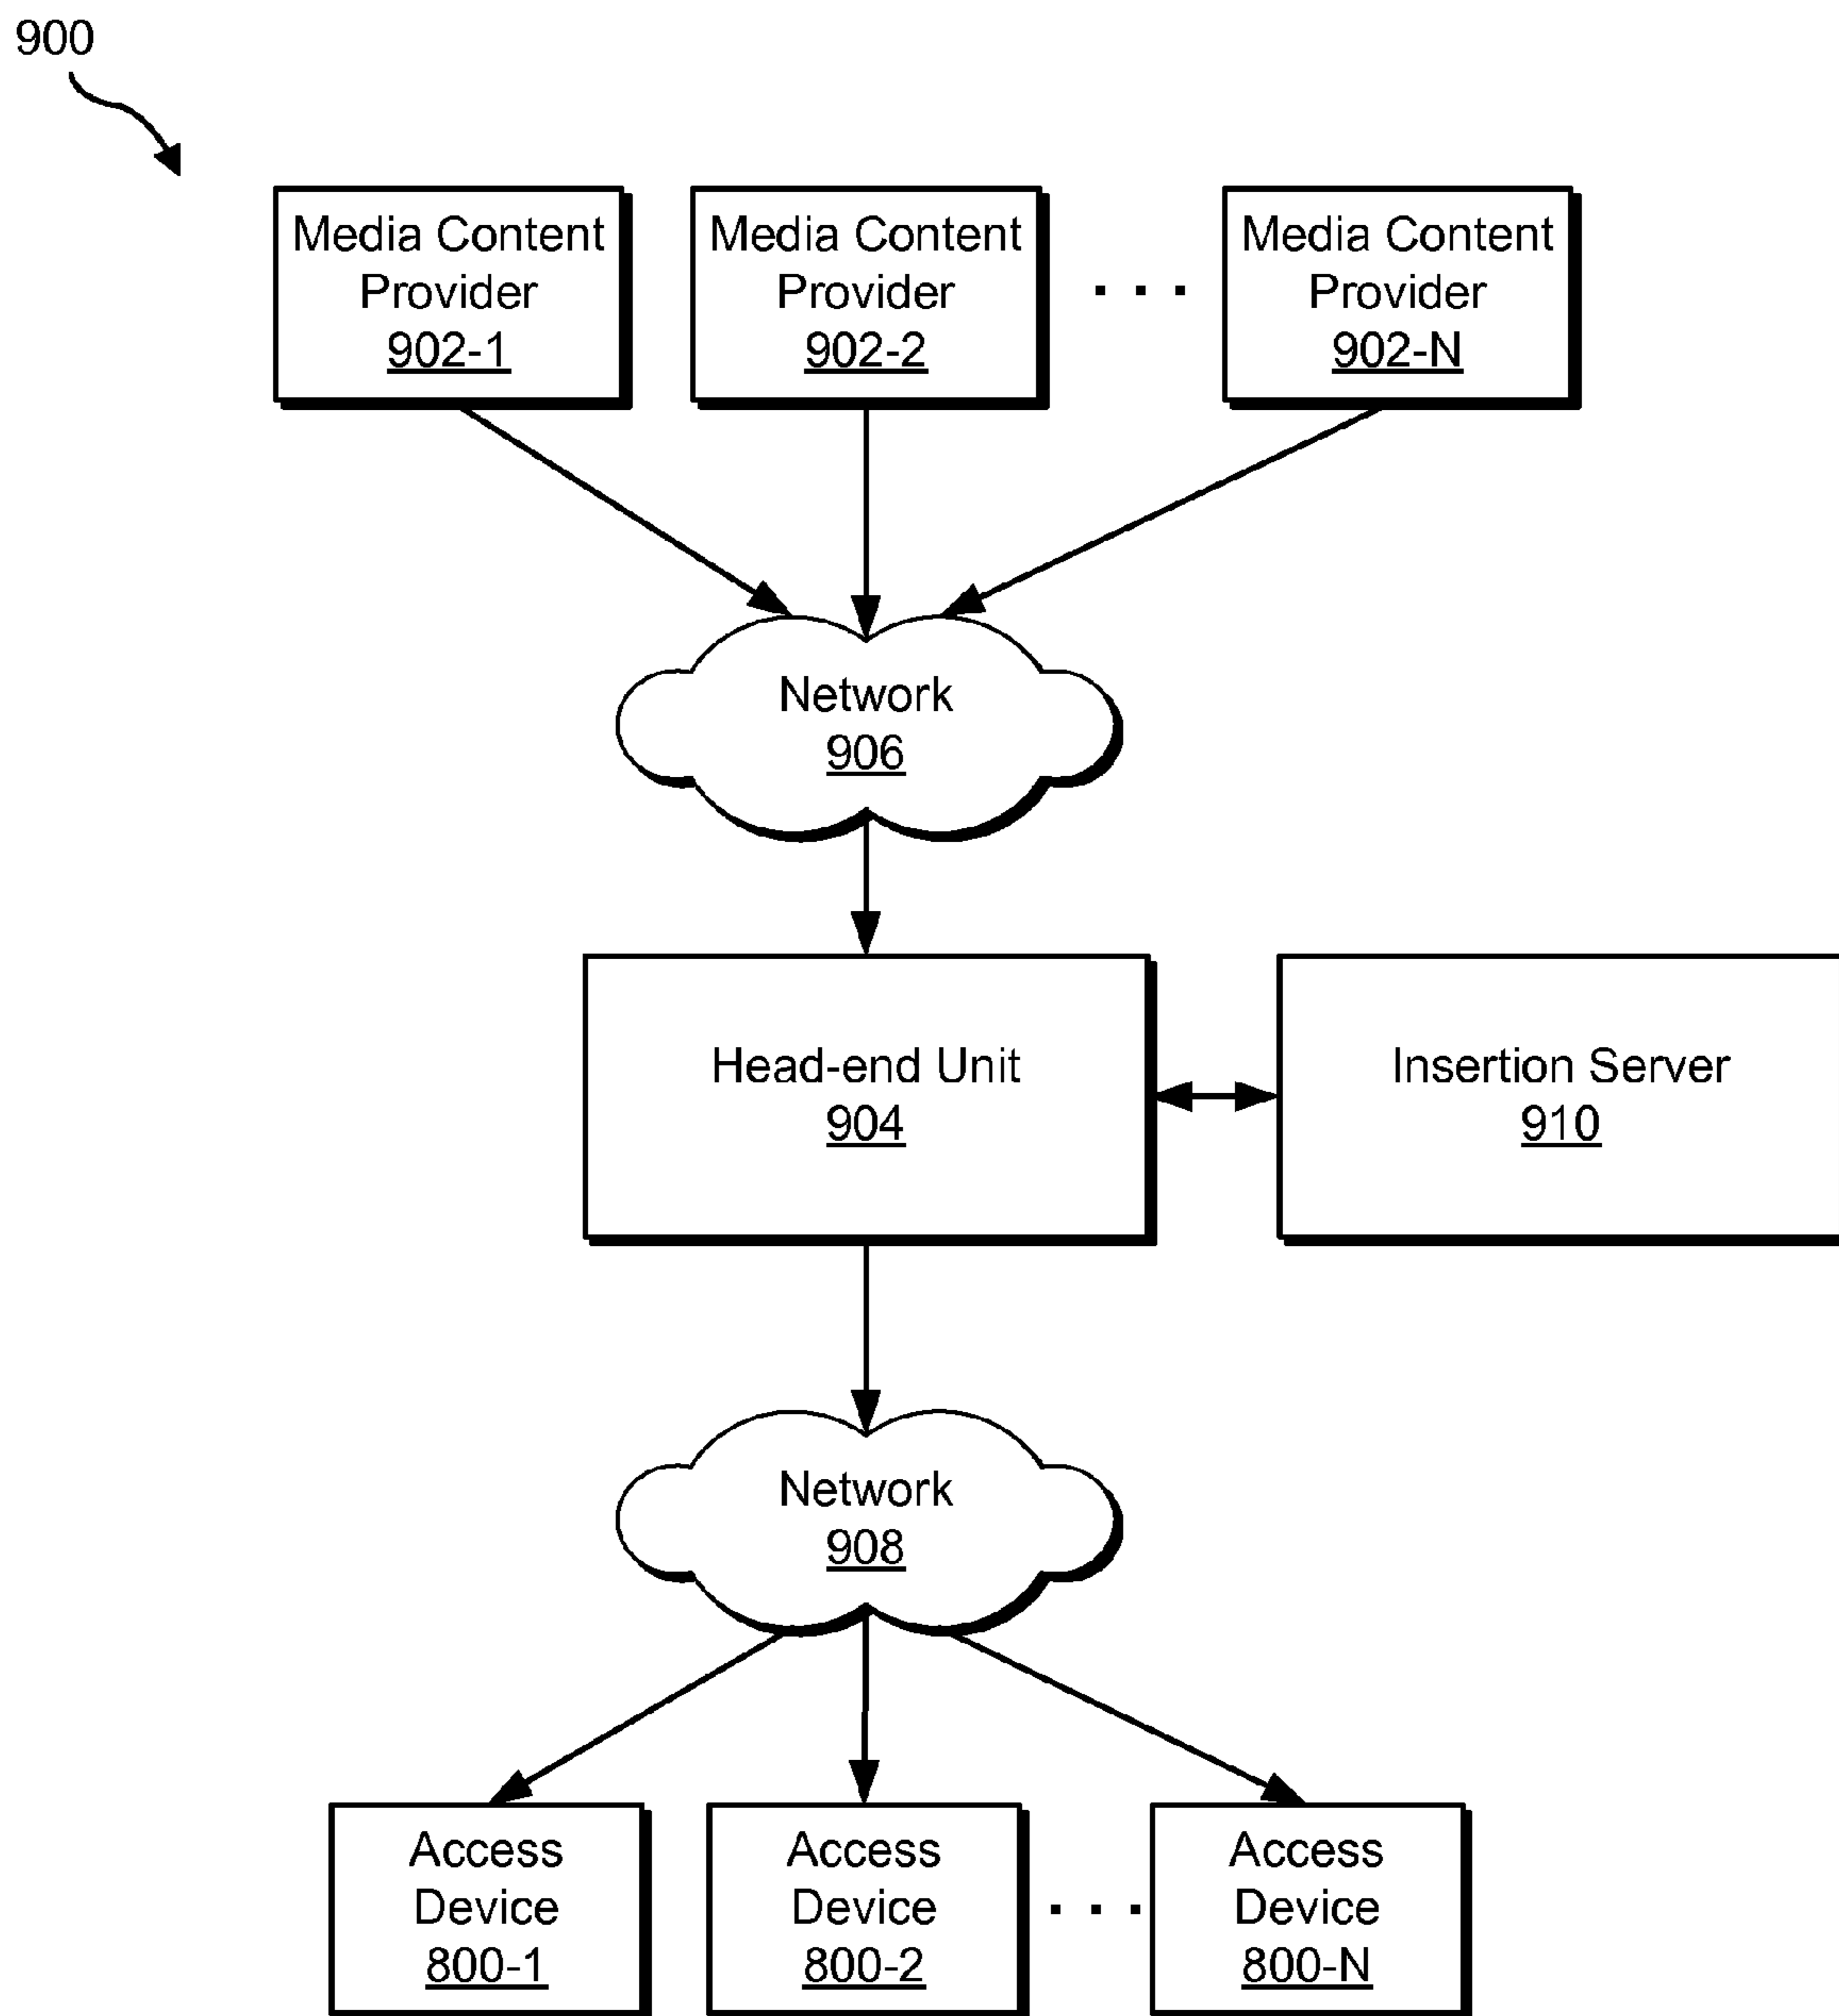 900
Media Content
Provider
902-1
Media Content
Provider
902-2
. . .
Media Content
Provider
902-N
Network
906
Head-end Unit
904
Insertion Server
910
Network
908
Access
Device
800-1
Access
Device
800-2
. . .
Access
Device
800-N